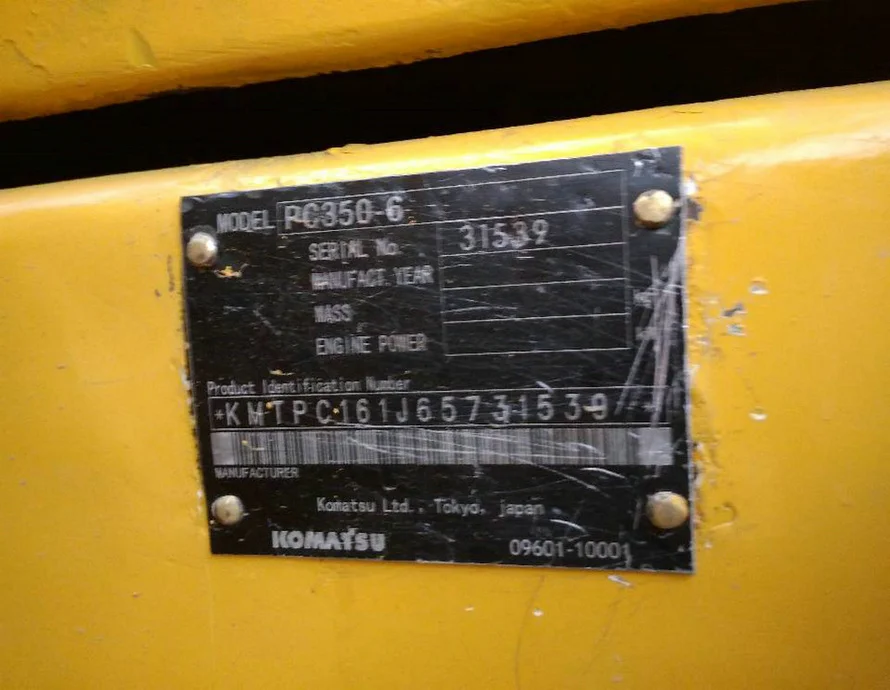 MODEL PC350-6
SERIAL No. 31539
MANUFACT. YEAR
MASS
ENGINE POWER
Product Identification Number
*KMTPC161J65731539
MANUFACTURER
Komatsu Ltd., Tokyo, japan
KOMATSU 09601-10001